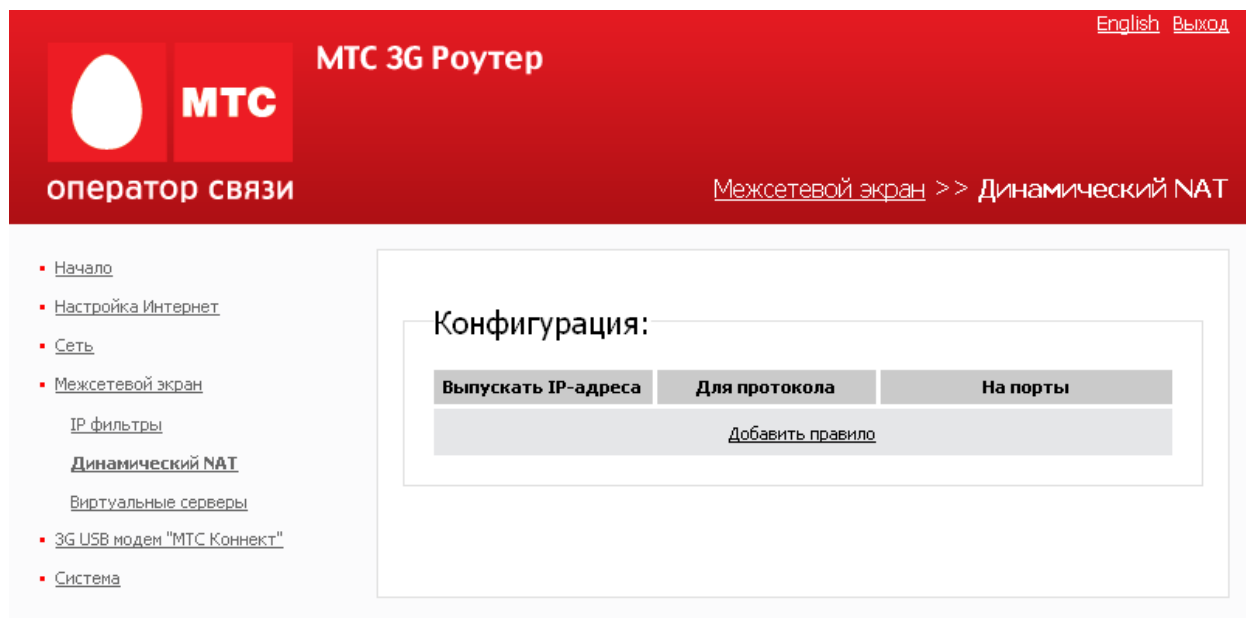 English Выход
МТС 3G Роутер
МТС
оператор связи
Межсетевой экран >> Динамический NAT
Начало
Настройка Интернет
Сеть
Межсетевой экран
IP фильтры
Динамический NAT
Виртуальные серверы
3G USB модем "МТС Коннект"
Система
Конфигурация:
Выпускать IP-адреса Для протокола На порты
Добавить правило